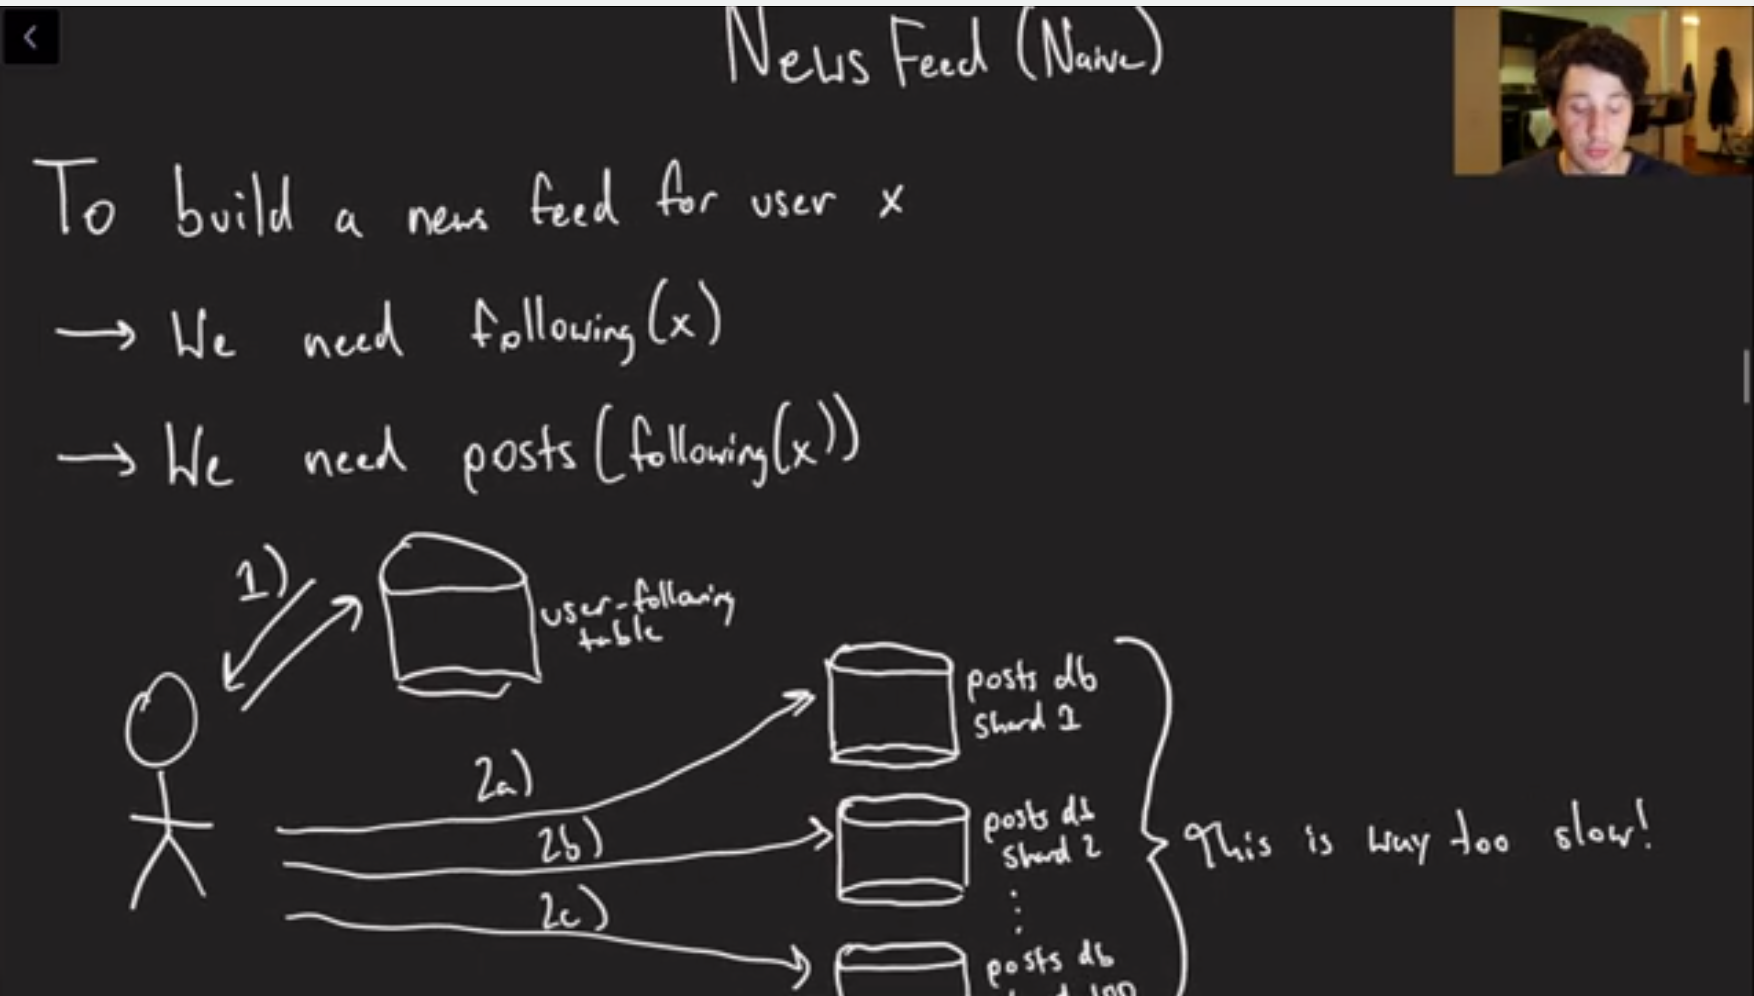 News Feed (Naive)
To build a news feed for user x
→ We need following(x)
→ We need posts(following(x))
1)
user-following
table
posts db
shard 1
2a)
2b)
posts db
shard 2
This is way too slow!
2c)
posts db
100